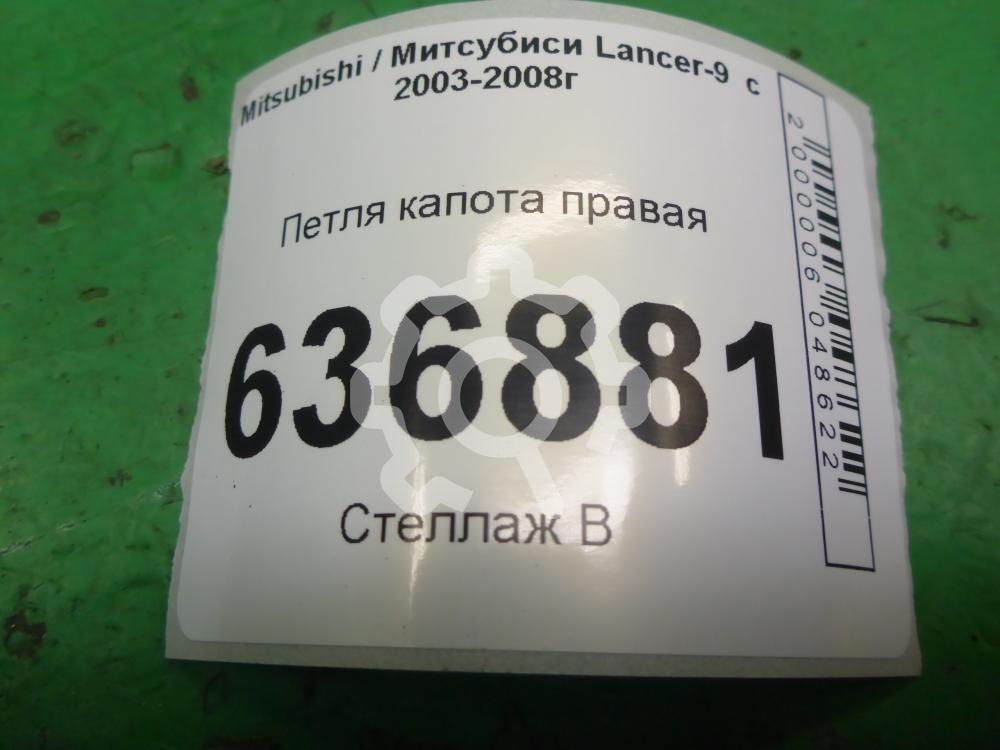 Mitsubishi / Митсубиси Lancer-9 с
2003-2008г
Петля капота правая
636881
Стеллаж В
2000006048622